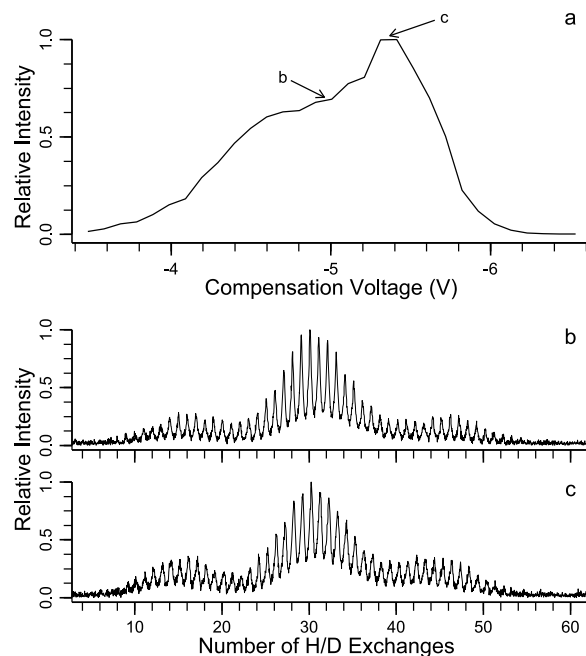 a
1.0
c
b
0.5
0.0
Relative Intensity
-4
-5
-6
Compensation Voltage (V)
b
1.0
0.5
0.0
c
1.0
0.5
0.0
Relative Intensity
10
20
30
40
50
60
Number of H/D Exchanges